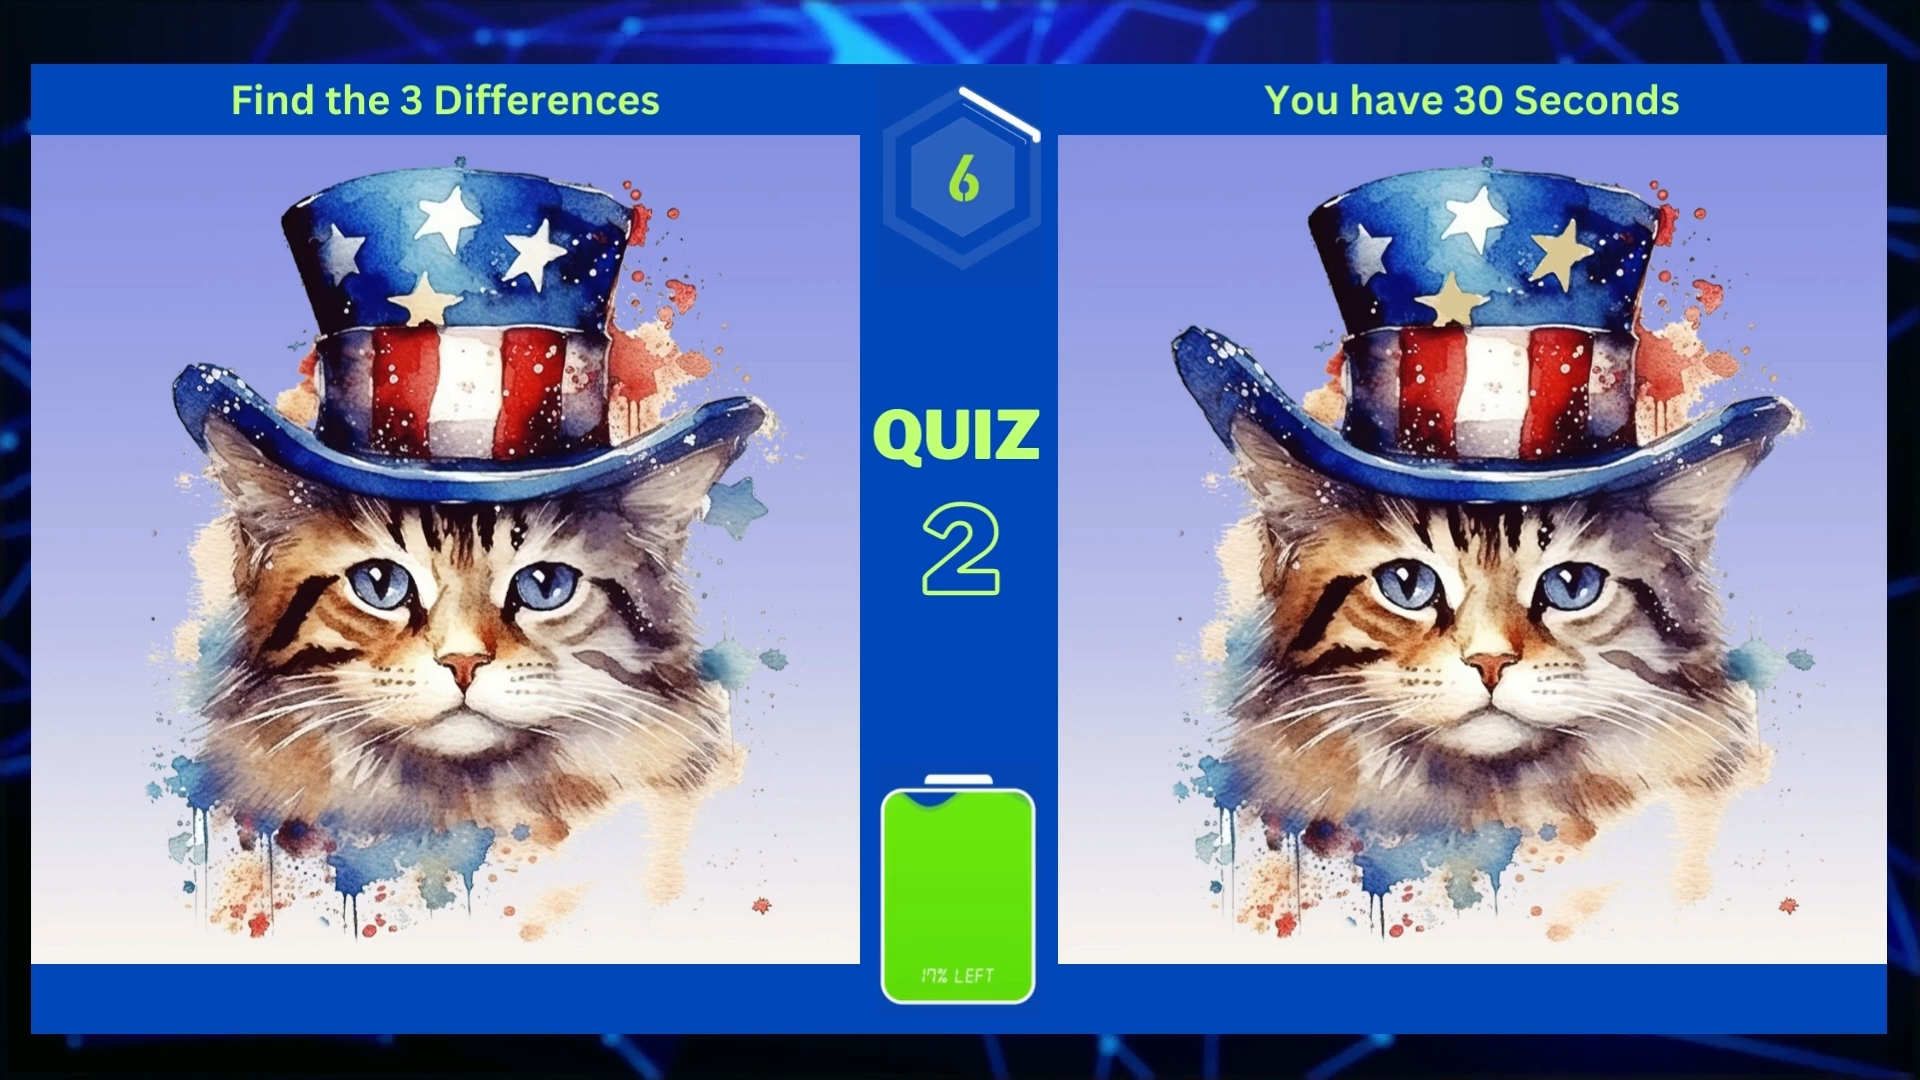 Find the 3 Differences
You have 30 Seconds
6
QUIZ
2
17% LEFT